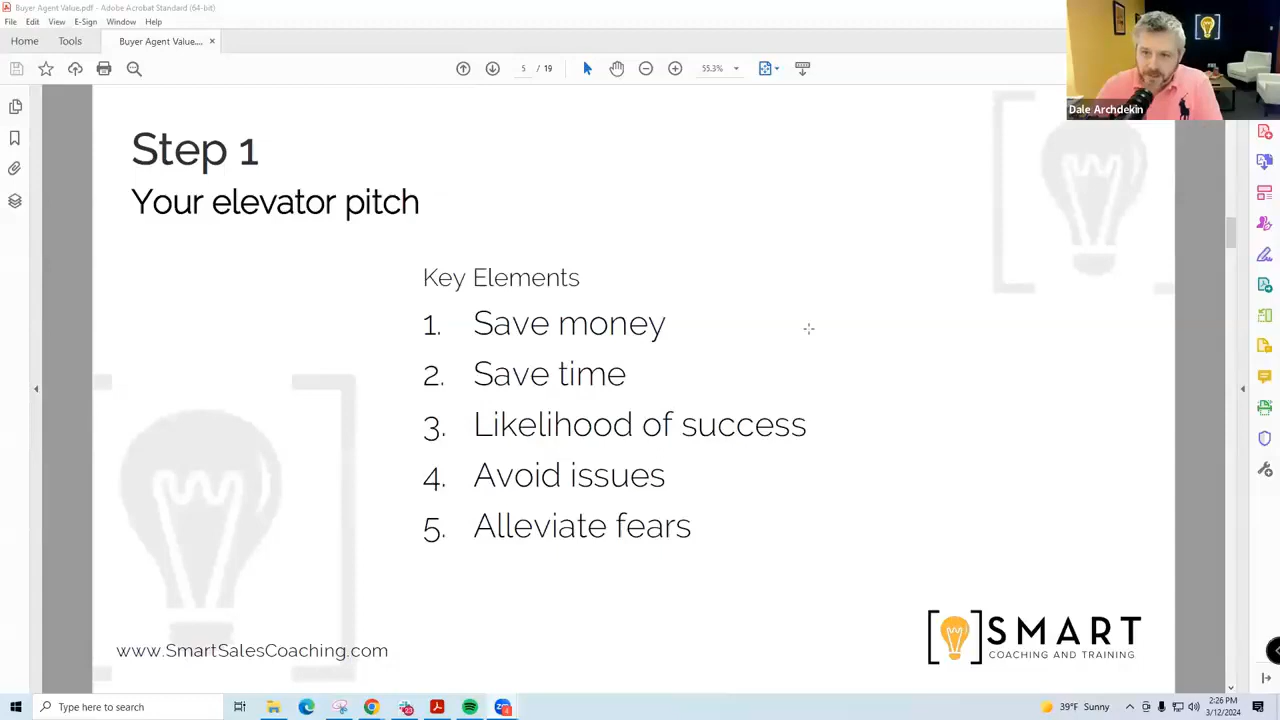 Buyer Agent Value.pdf - Adobe Acrobat Standard (64-bit)
File Edit View E-Sign Window Help
Home Tools Buyer Agent Value.... ×
5 / 19 55.3%
Dale Archdekin
Step 1
Your elevator pitch
Key Elements
1. Save money
2. Save time
3. Likelihood of success
4. Avoid issues
5. Alleviate fears
www.SmartSalesCoaching.com
SMART
COACHING AND TRAINING
Type here to search
39°F Sunny
2:26 PM
3/12/2024